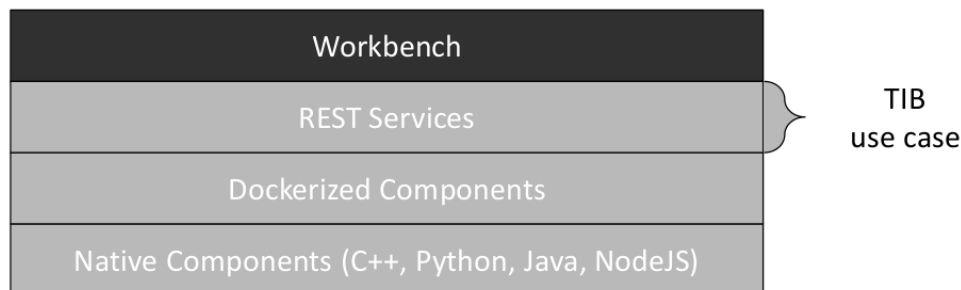 Workbench
REST Services
TIB
use case
Dockerized Components
Native Components (C++, Python, Java, NodeJS)